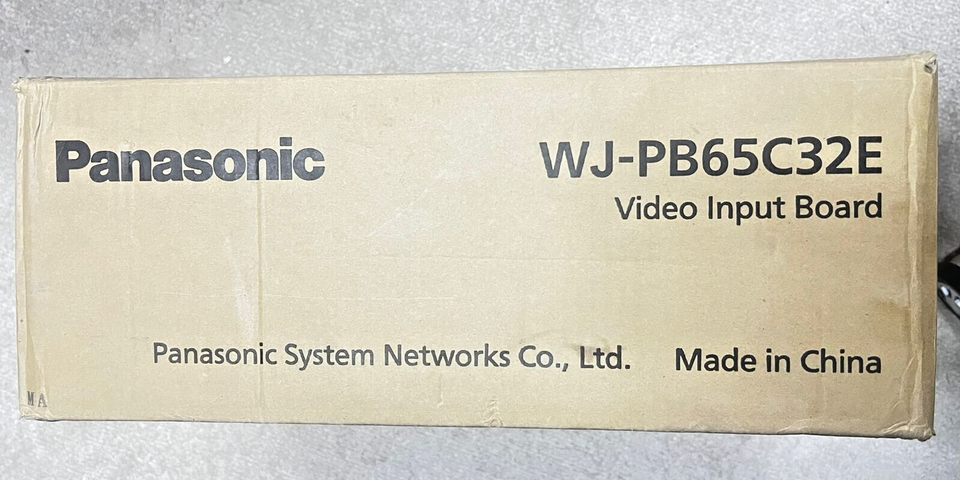 Panasonic
WJ-PB65C32E
Video Input Board
Panasonic System Networks Co., Ltd. Made in China
MA